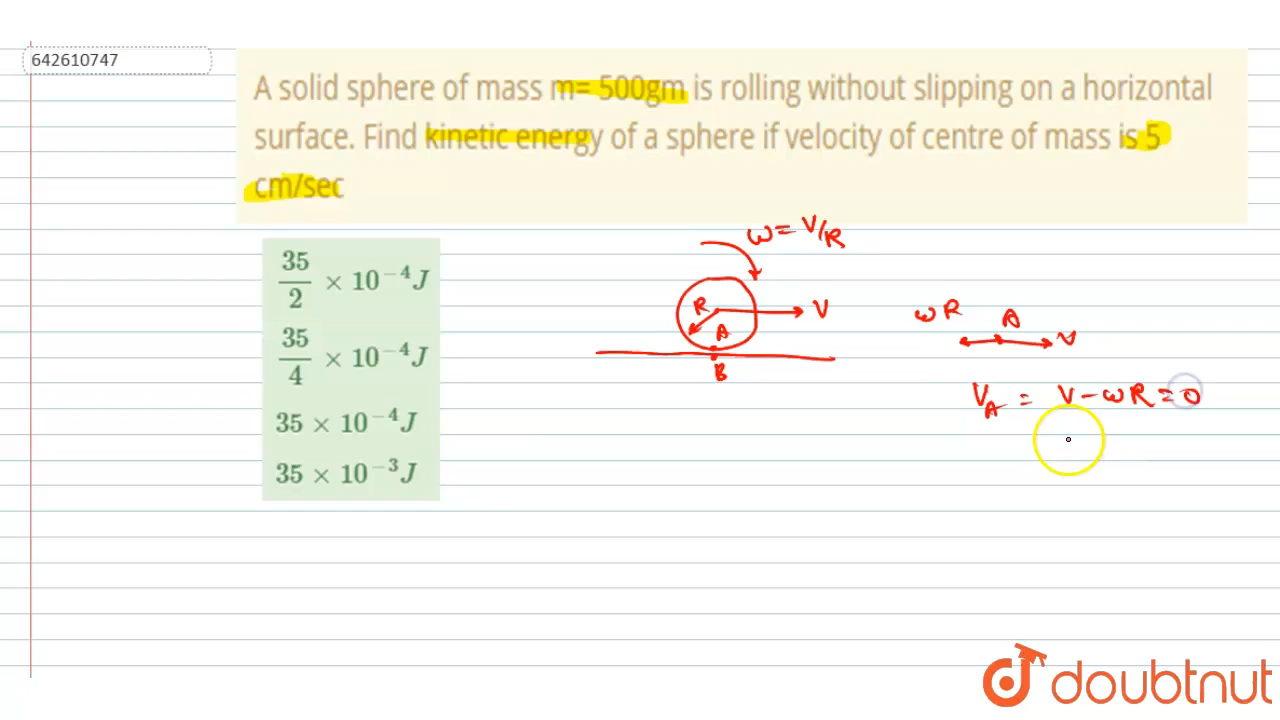 642610747
A solid sphere of mass m= 500gm is rolling without slipping on a horizontal
surface. Find kinetic energy of a sphere if velocity of centre of mass is 5
cm/sec
35/2 × 10⁻⁴ J
35/4 × 10⁻⁴ J
35 × 10⁻⁴ J
35 × 10⁻³ J
ω = V/R
R
V
A
B
ωR
A
v
V_A = V - ωR = 0
doubtnut